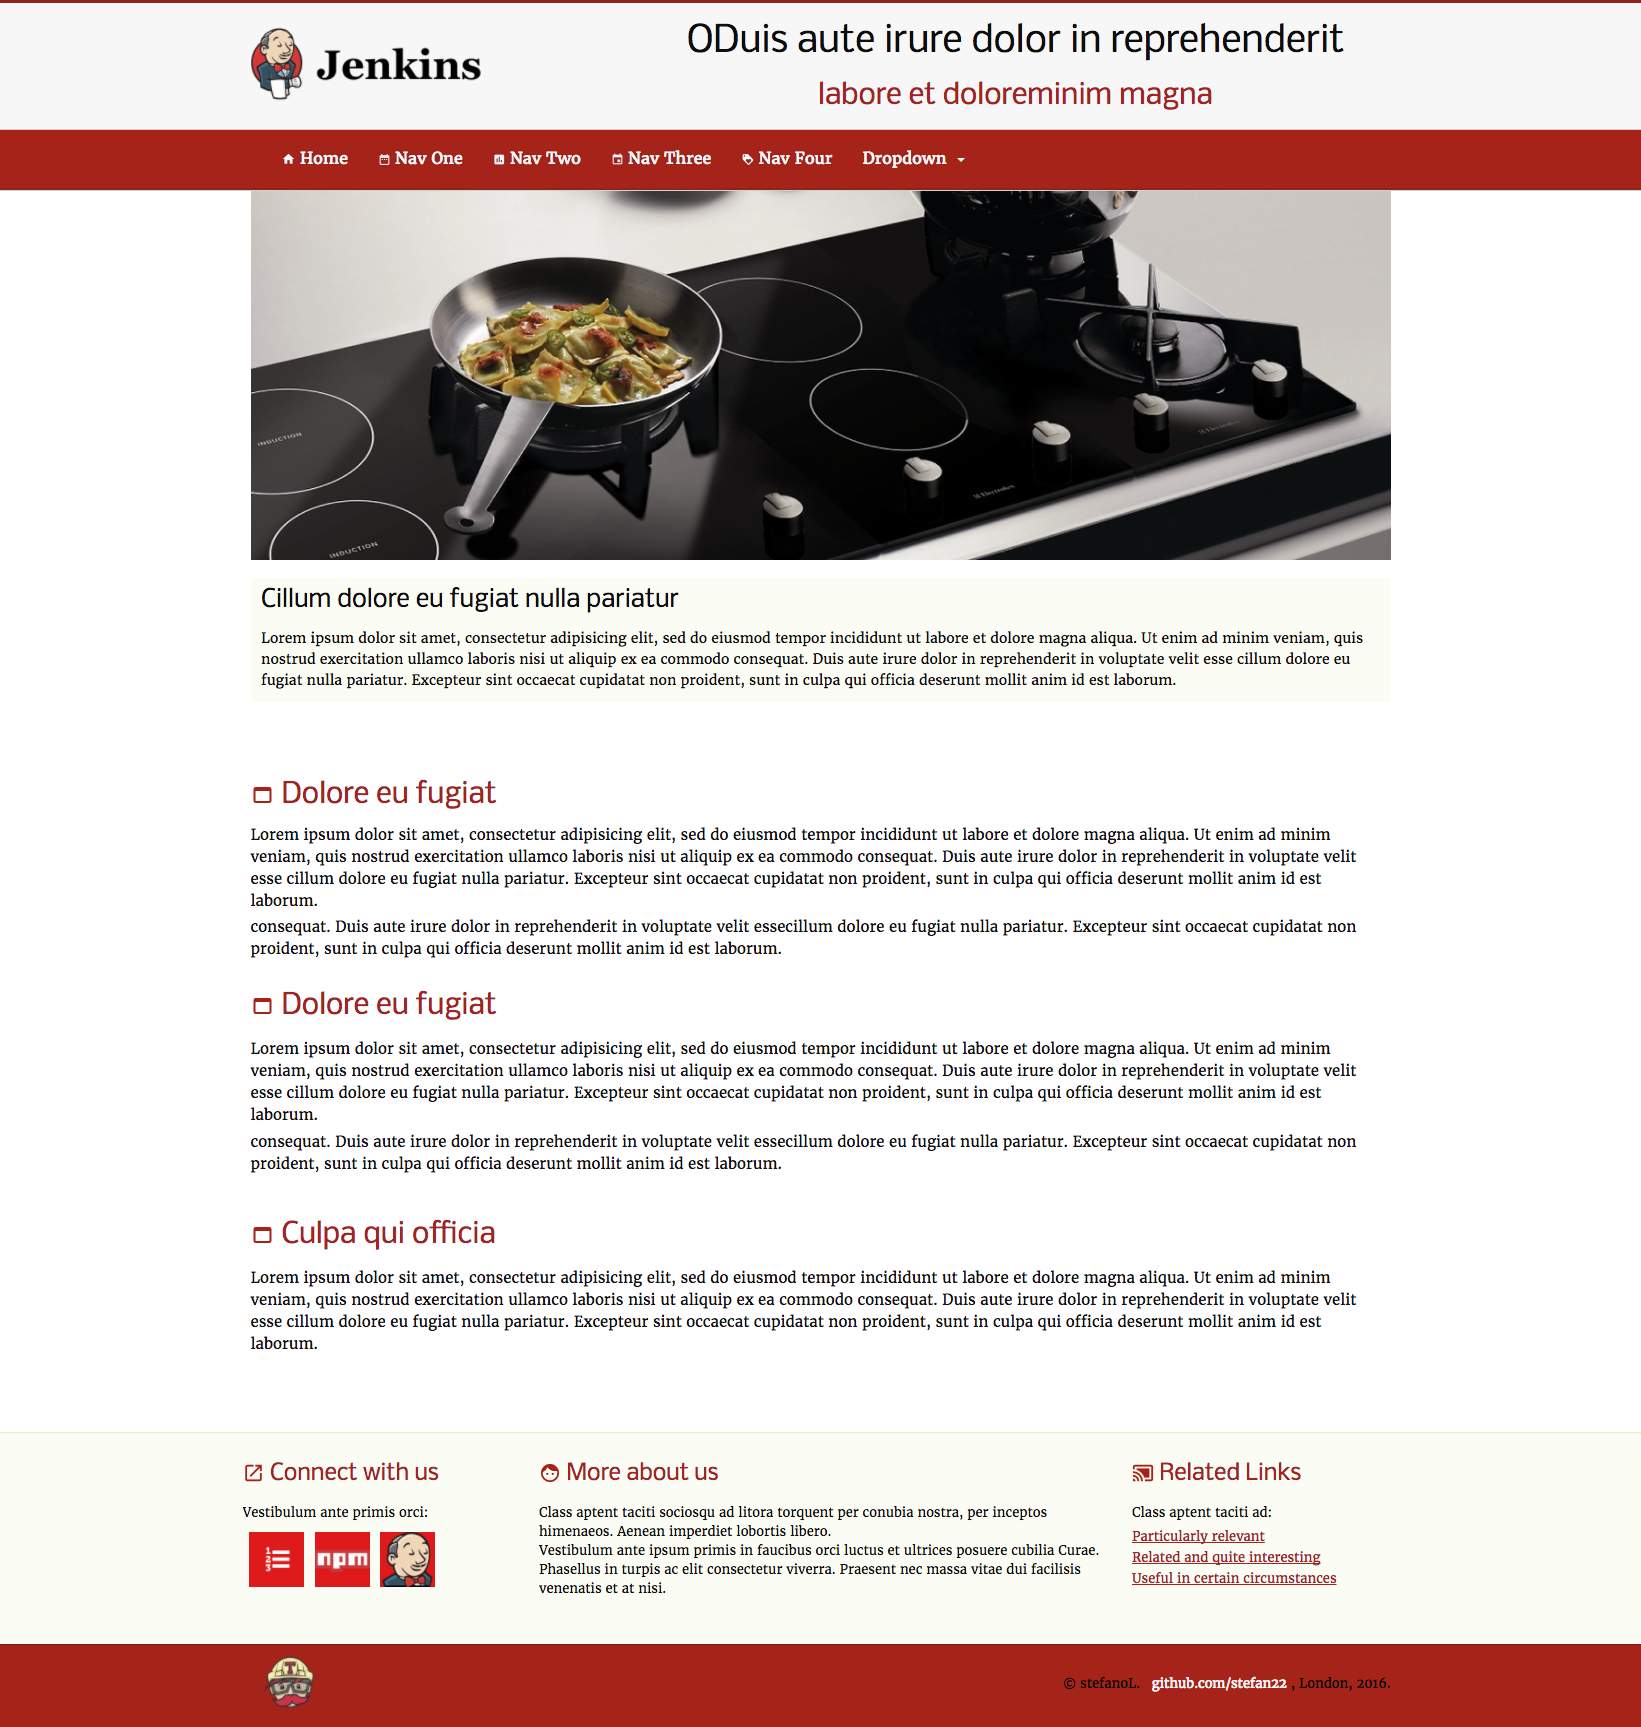 Jenkins
ODuis aute irure dolor in reprehenderit
labore et doloreminim magna
Home Nav One Nav Two Nav Three Nav Four Dropdown
INDUCTION
INDUCTION
Electrolux
Cillum dolore eu fugiat nulla pariatur
Lorem ipsum dolor sit amet, consectetur adipisicing elit, sed do eiusmod tempor incididunt ut labore et dolore magna aliqua. Ut enim ad minim veniam, quis
nostrud exercitation ullamco laboris nisi ut aliquip ex ea commodo consequat. Duis aute irure dolor in reprehenderit in voluptate velit esse cillum dolore eu
fugiat nulla pariatur. Excepteur sint occaecat cupidatat non proident, sunt in culpa qui officia deserunt mollit anim id est laborum.
Dolore eu fugiat
Lorem ipsum dolor sit amet, consectetur adipisicing elit, sed do eiusmod tempor incididunt ut labore et dolore magna aliqua. Ut enim ad minim
veniam, quis nostrud exercitation ullamco laboris nisi ut aliquip ex ea commodo consequat. Duis aute irure dolor in reprehenderit in voluptate velit
esse cillum dolore eu fugiat nulla pariatur. Excepteur sint occaecat cupidatat non proident, sunt in culpa qui officia deserunt mollit anim id est
laborum.
consequat. Duis aute irure dolor in reprehenderit in voluptate velit essecillum dolore eu fugiat nulla pariatur. Excepteur sint occaecat cupidatat non
proident, sunt in culpa qui officia deserunt mollit anim id est laborum.
Dolore eu fugiat
Lorem ipsum dolor sit amet, consectetur adipisicing elit, sed do eiusmod tempor incididunt ut labore et dolore magna aliqua. Ut enim ad minim
veniam, quis nostrud exercitation ullamco laboris nisi ut aliquip ex ea commodo consequat. Duis aute irure dolor in reprehenderit in voluptate velit
esse cillum dolore eu fugiat nulla pariatur. Excepteur sint occaecat cupidatat non proident, sunt in culpa qui officia deserunt mollit anim id est
laborum.
consequat. Duis aute irure dolor in reprehenderit in voluptate velit essecillum dolore eu fugiat nulla pariatur. Excepteur sint occaecat cupidatat non
proident, sunt in culpa qui officia deserunt mollit anim id est laborum.
Culpa qui officia
Lorem ipsum dolor sit amet, consectetur adipisicing elit, sed do eiusmod tempor incididunt ut labore et dolore magna aliqua. Ut enim ad minim
veniam, quis nostrud exercitation ullamco laboris nisi ut aliquip ex ea commodo consequat. Duis aute irure dolor in reprehenderit in voluptate velit
esse cillum dolore eu fugiat nulla pariatur. Excepteur sint occaecat cupidatat non proident, sunt in culpa qui officia deserunt mollit anim id est
laborum.
Connect with us
Vestibulum ante primis orci:
1
2
3
npm
More about us
Class aptent taciti sociosqu ad litora torquent per conubia nostra, per inceptos
himenaeos. Aenean imperdiet lobortis libero.
Vestibulum ante ipsum primis in faucibus orci luctus et ultrices posuere cubilia Curae.
Phasellus in turpis ac elit consectetur viverra. Praesent nec massa vitae dui facilisis
venenatis et at nisi.
Related Links
Class aptent taciti ad:
Particularly relevant
Related and quite interesting
Useful in certain circumstances
T
© stefanoL. github.com/stefan22 , London, 2016.